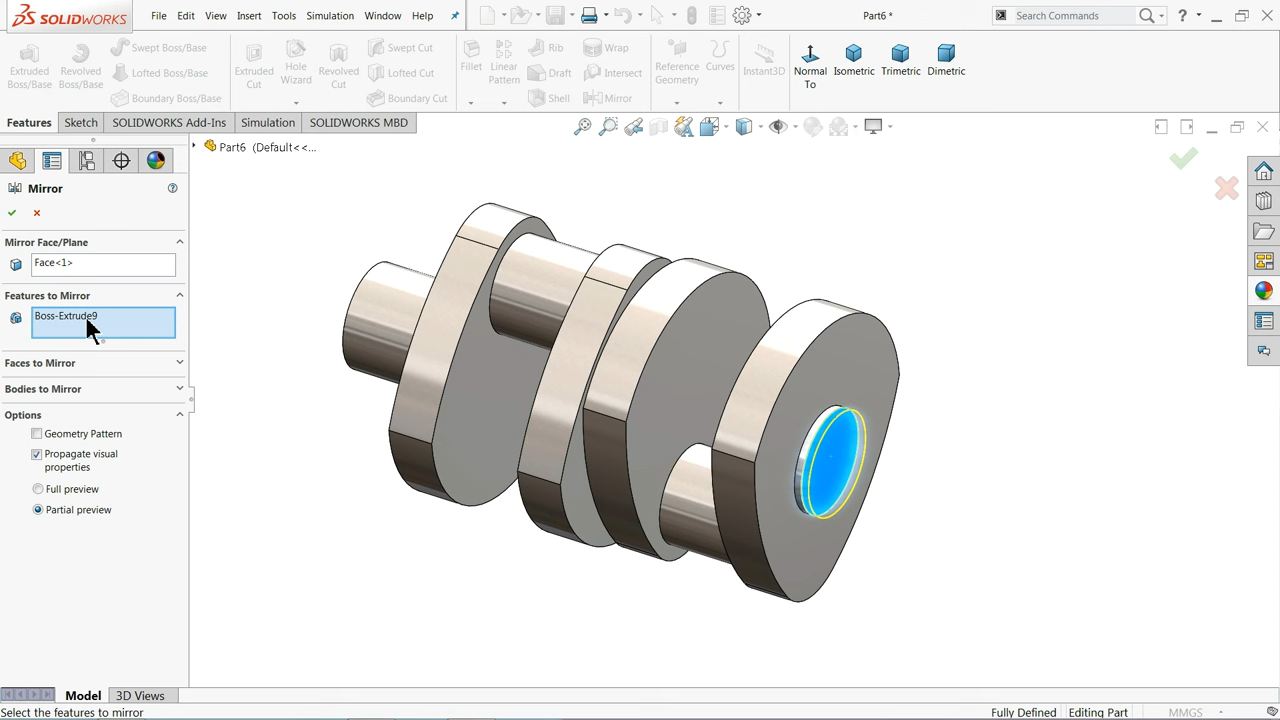 SOLIDWORKS File Edit View Insert Tools Simulation Window Help Part6 * Search Commands ?
Extruded Boss/Base
Revolved Boss/Base
Swept Boss/Base
Lofted Boss/Base
Boundary Boss/Base
Extruded Cut
Hole Wizard
Revolved Cut
Swept Cut
Lofted Cut
Boundary Cut
Fillet
Linear Pattern
Rib
Draft
Shell
Wrap
Intersect
Mirror
Reference Geometry
Curves
Instant3D
Normal To
Isometric
Trimetric
Dimetric
Features Sketch SOLIDWORKS Add-Ins Simulation SOLIDWORKS MBD
Part6 (Default<<...
Mirror
Mirror Face/Plane
Face<1>
Features to Mirror
Boss-Extrude9
Faces to Mirror
Bodies to Mirror
Options
Geometry Pattern
Propagate visual
properties
Full preview
Partial preview
Model 3D Views
Select the features to mirror Fully Defined Editing Part MMGS